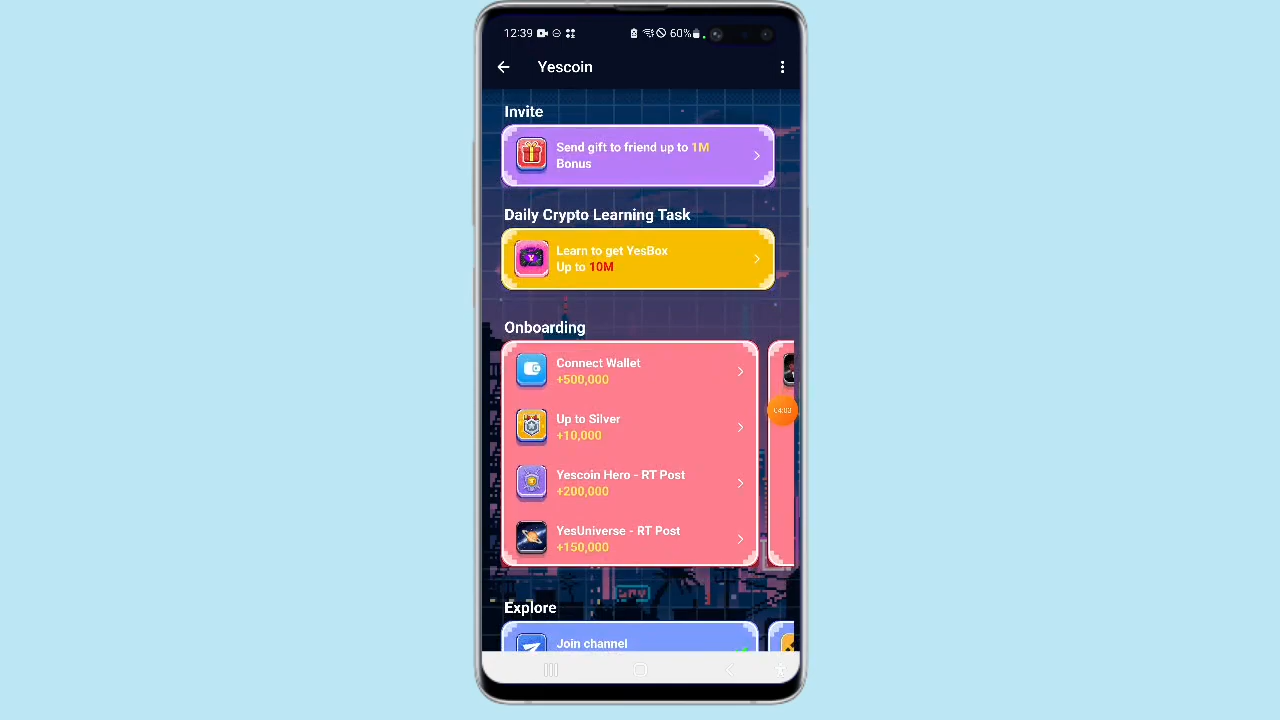 12:39
60%
Yescoin
Invite
Send gift to friend up to 1M
Bonus
Daily Crypto Learning Task
Learn to get YesBox
Up to 10M
Onboarding
Connect Wallet
+500,000
04:03
Up to Silver
+10,000
Yescoin Hero - RT Post
+200,000
YesUniverse - RT Post
+150,000
Explore
Join channel